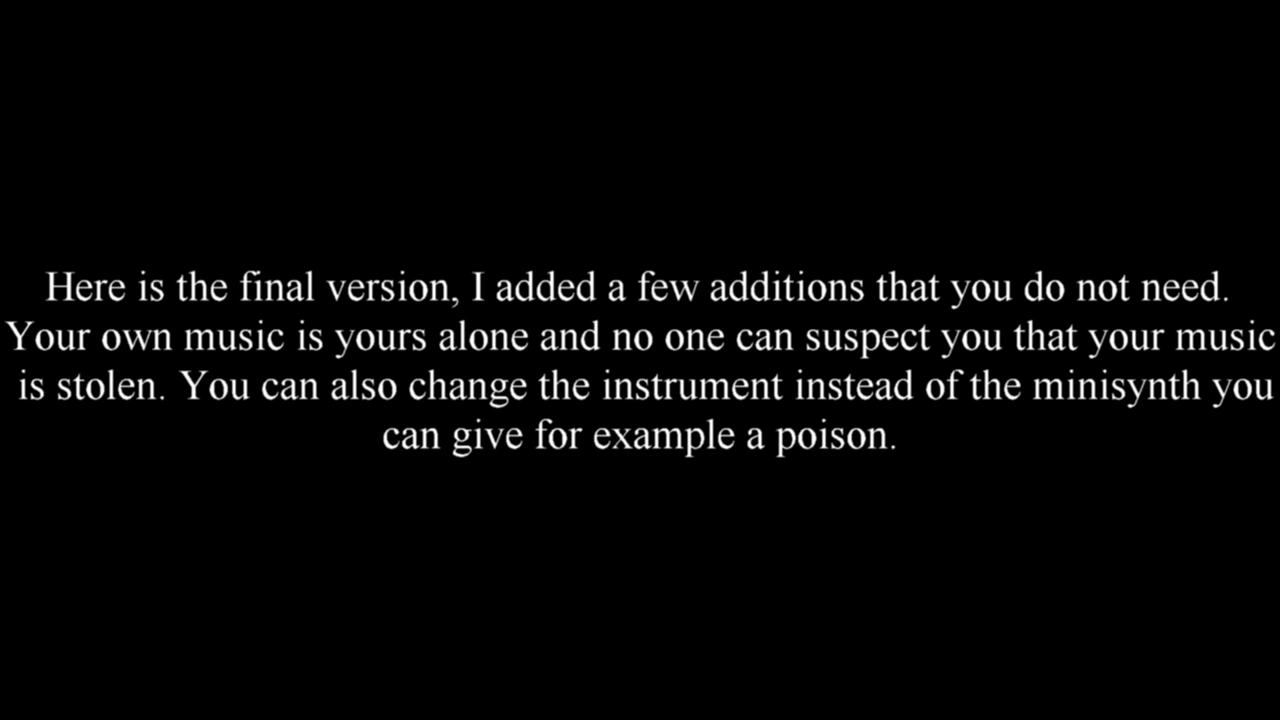 Here is the final version, I added a few additions that you do not need.
Your own music is yours alone and no one can suspect you that your music
is stolen. You can also change the instrument instead of the minisynth you
can give for example a poison.